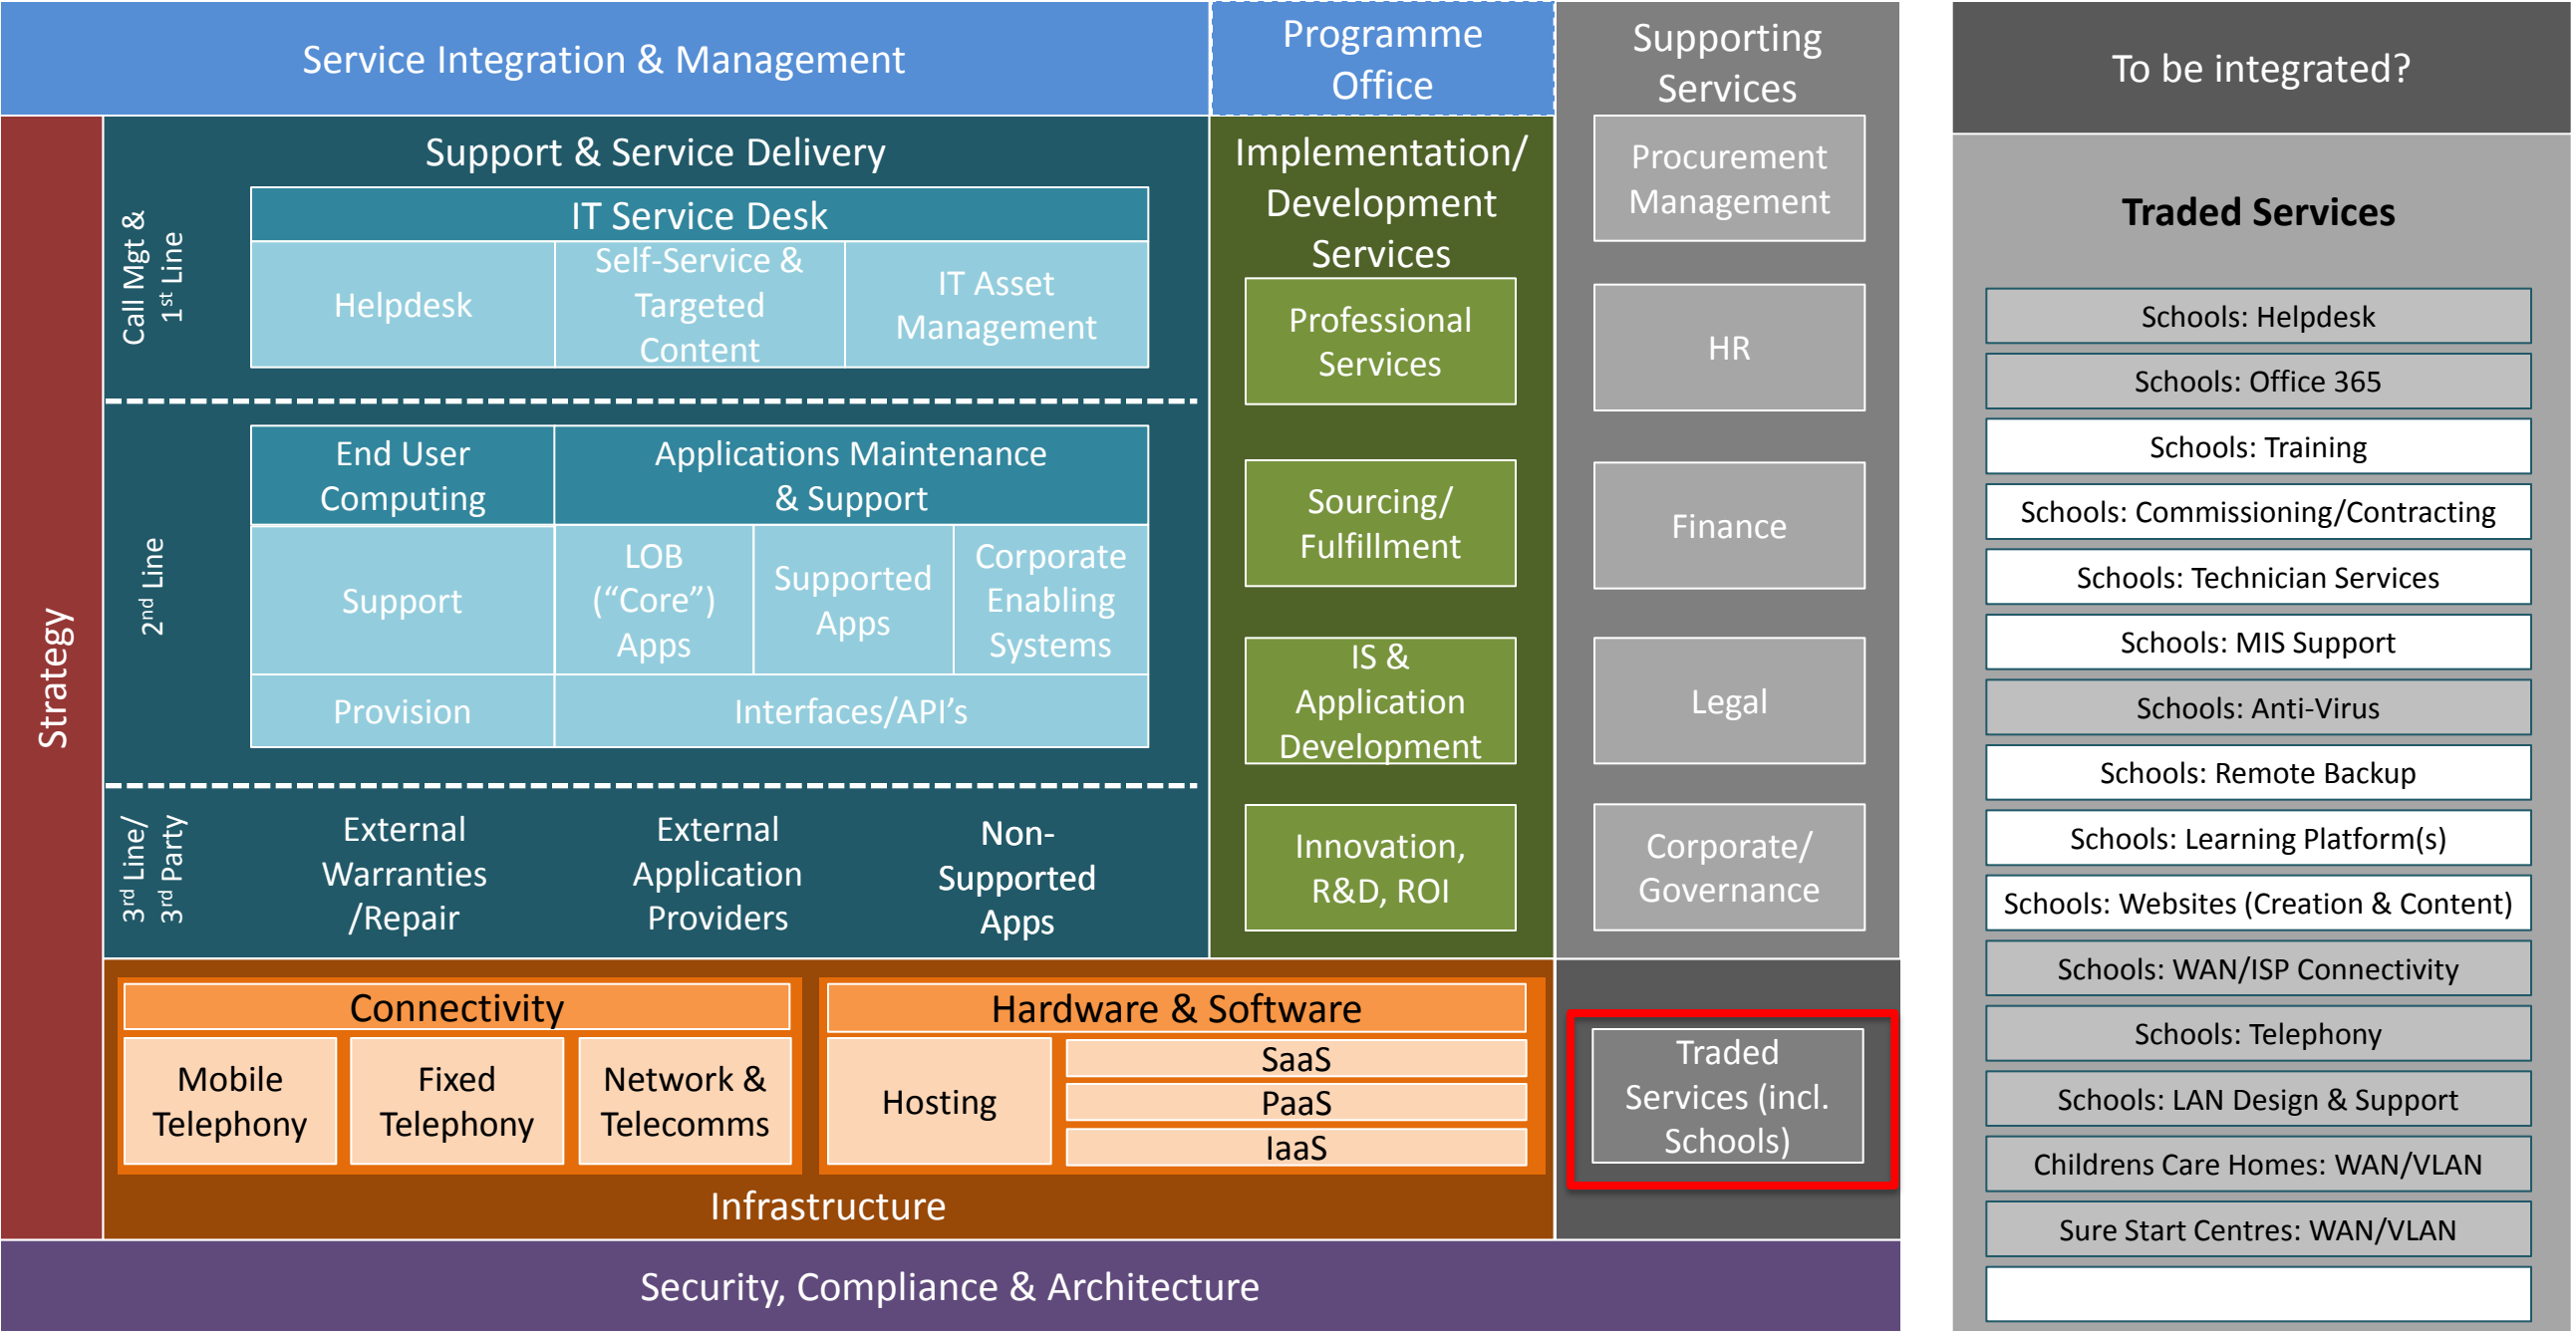 Service Integration & Management
Programme
Office
Supporting
Services
To be integrated?
Strategy
Support & Service Delivery
Call Mgt &
1st Line
IT Service Desk
Helpdesk
Self-Service &
Targeted
Content
IT Asset
Management
2nd Line
End User
Computing
Applications Maintenance
& Support
Support
LOB
(“Core”)
Apps
Supported
Apps
Corporate
Enabling
Systems
Provision
Interfaces/API’s
3rd Line/
3rd Party
External
Warranties
/Repair
External
Application
Providers
Non-
Supported
Apps
Implementation/
Development
Services
Professional
Services
Sourcing/
Fulfillment
IS &
Application
Development
Innovation,
R&D, ROI
Procurement
Management
HR
Finance
Legal
Corporate/
Governance
Connectivity
Mobile
Telephony
Fixed
Telephony
Network &
Telecomms
Hardware & Software
Hosting
SaaS
PaaS
IaaS
Infrastructure
Traded
Services (incl.
Schools)
Security, Compliance & Architecture
Traded Services
Schools: Helpdesk
Schools: Office 365
Schools: Training
Schools: Commissioning/Contracting
Schools: Technician Services
Schools: MIS Support
Schools: Anti-Virus
Schools: Remote Backup
Schools: Learning Platform(s)
Schools: Websites (Creation & Content)
Schools: WAN/ISP Connectivity
Schools: Telephony
Schools: LAN Design & Support
Childrens Care Homes: WAN/VLAN
Sure Start Centres: WAN/VLAN